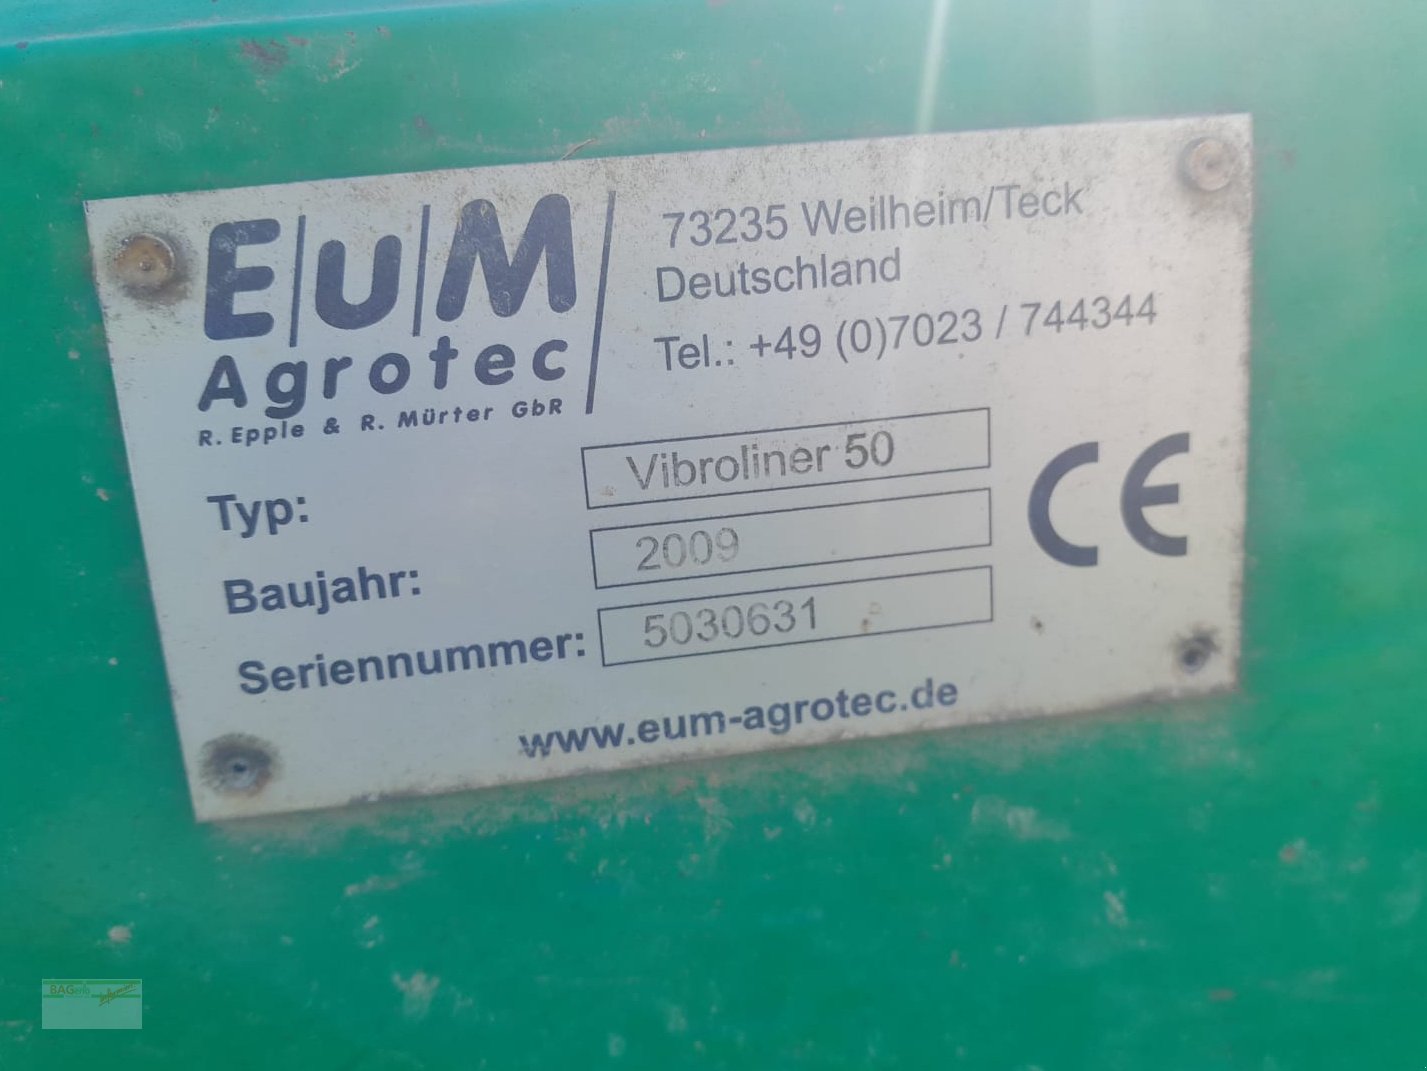 E/u/M/
Agrotec
R. Epple & R. Mürter GbR
73235 Weilheim/Teck
Deutschland
Tel.: +49 (0)7023 / 744344
Typ: Vibroliner 50
Baujahr: 2009
Seriennummer: 5030631
CE
www.eum-agrotec.de